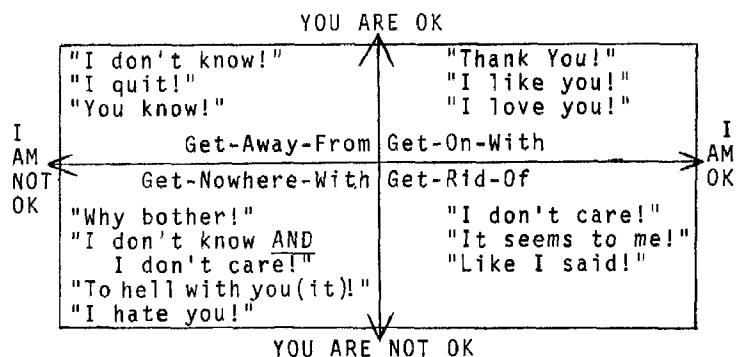 YOU ARE OK
"I don't know!"
"I quit!"
"You know!"
"Thank You!"
"I like you!"
"I love you!"
Get-Away-From
Get-On-With
I
AM
NOT
OK
I
AM
OK
Get-Nowhere-With
Get-Rid-Of
"Why bother!"
"I don't know AND
I don't care!"
"To hell with you(it)!"
"I hate you!"
"I don't care!"
"It seems to me!"
"Like I said!"
YOU ARE NOT OK